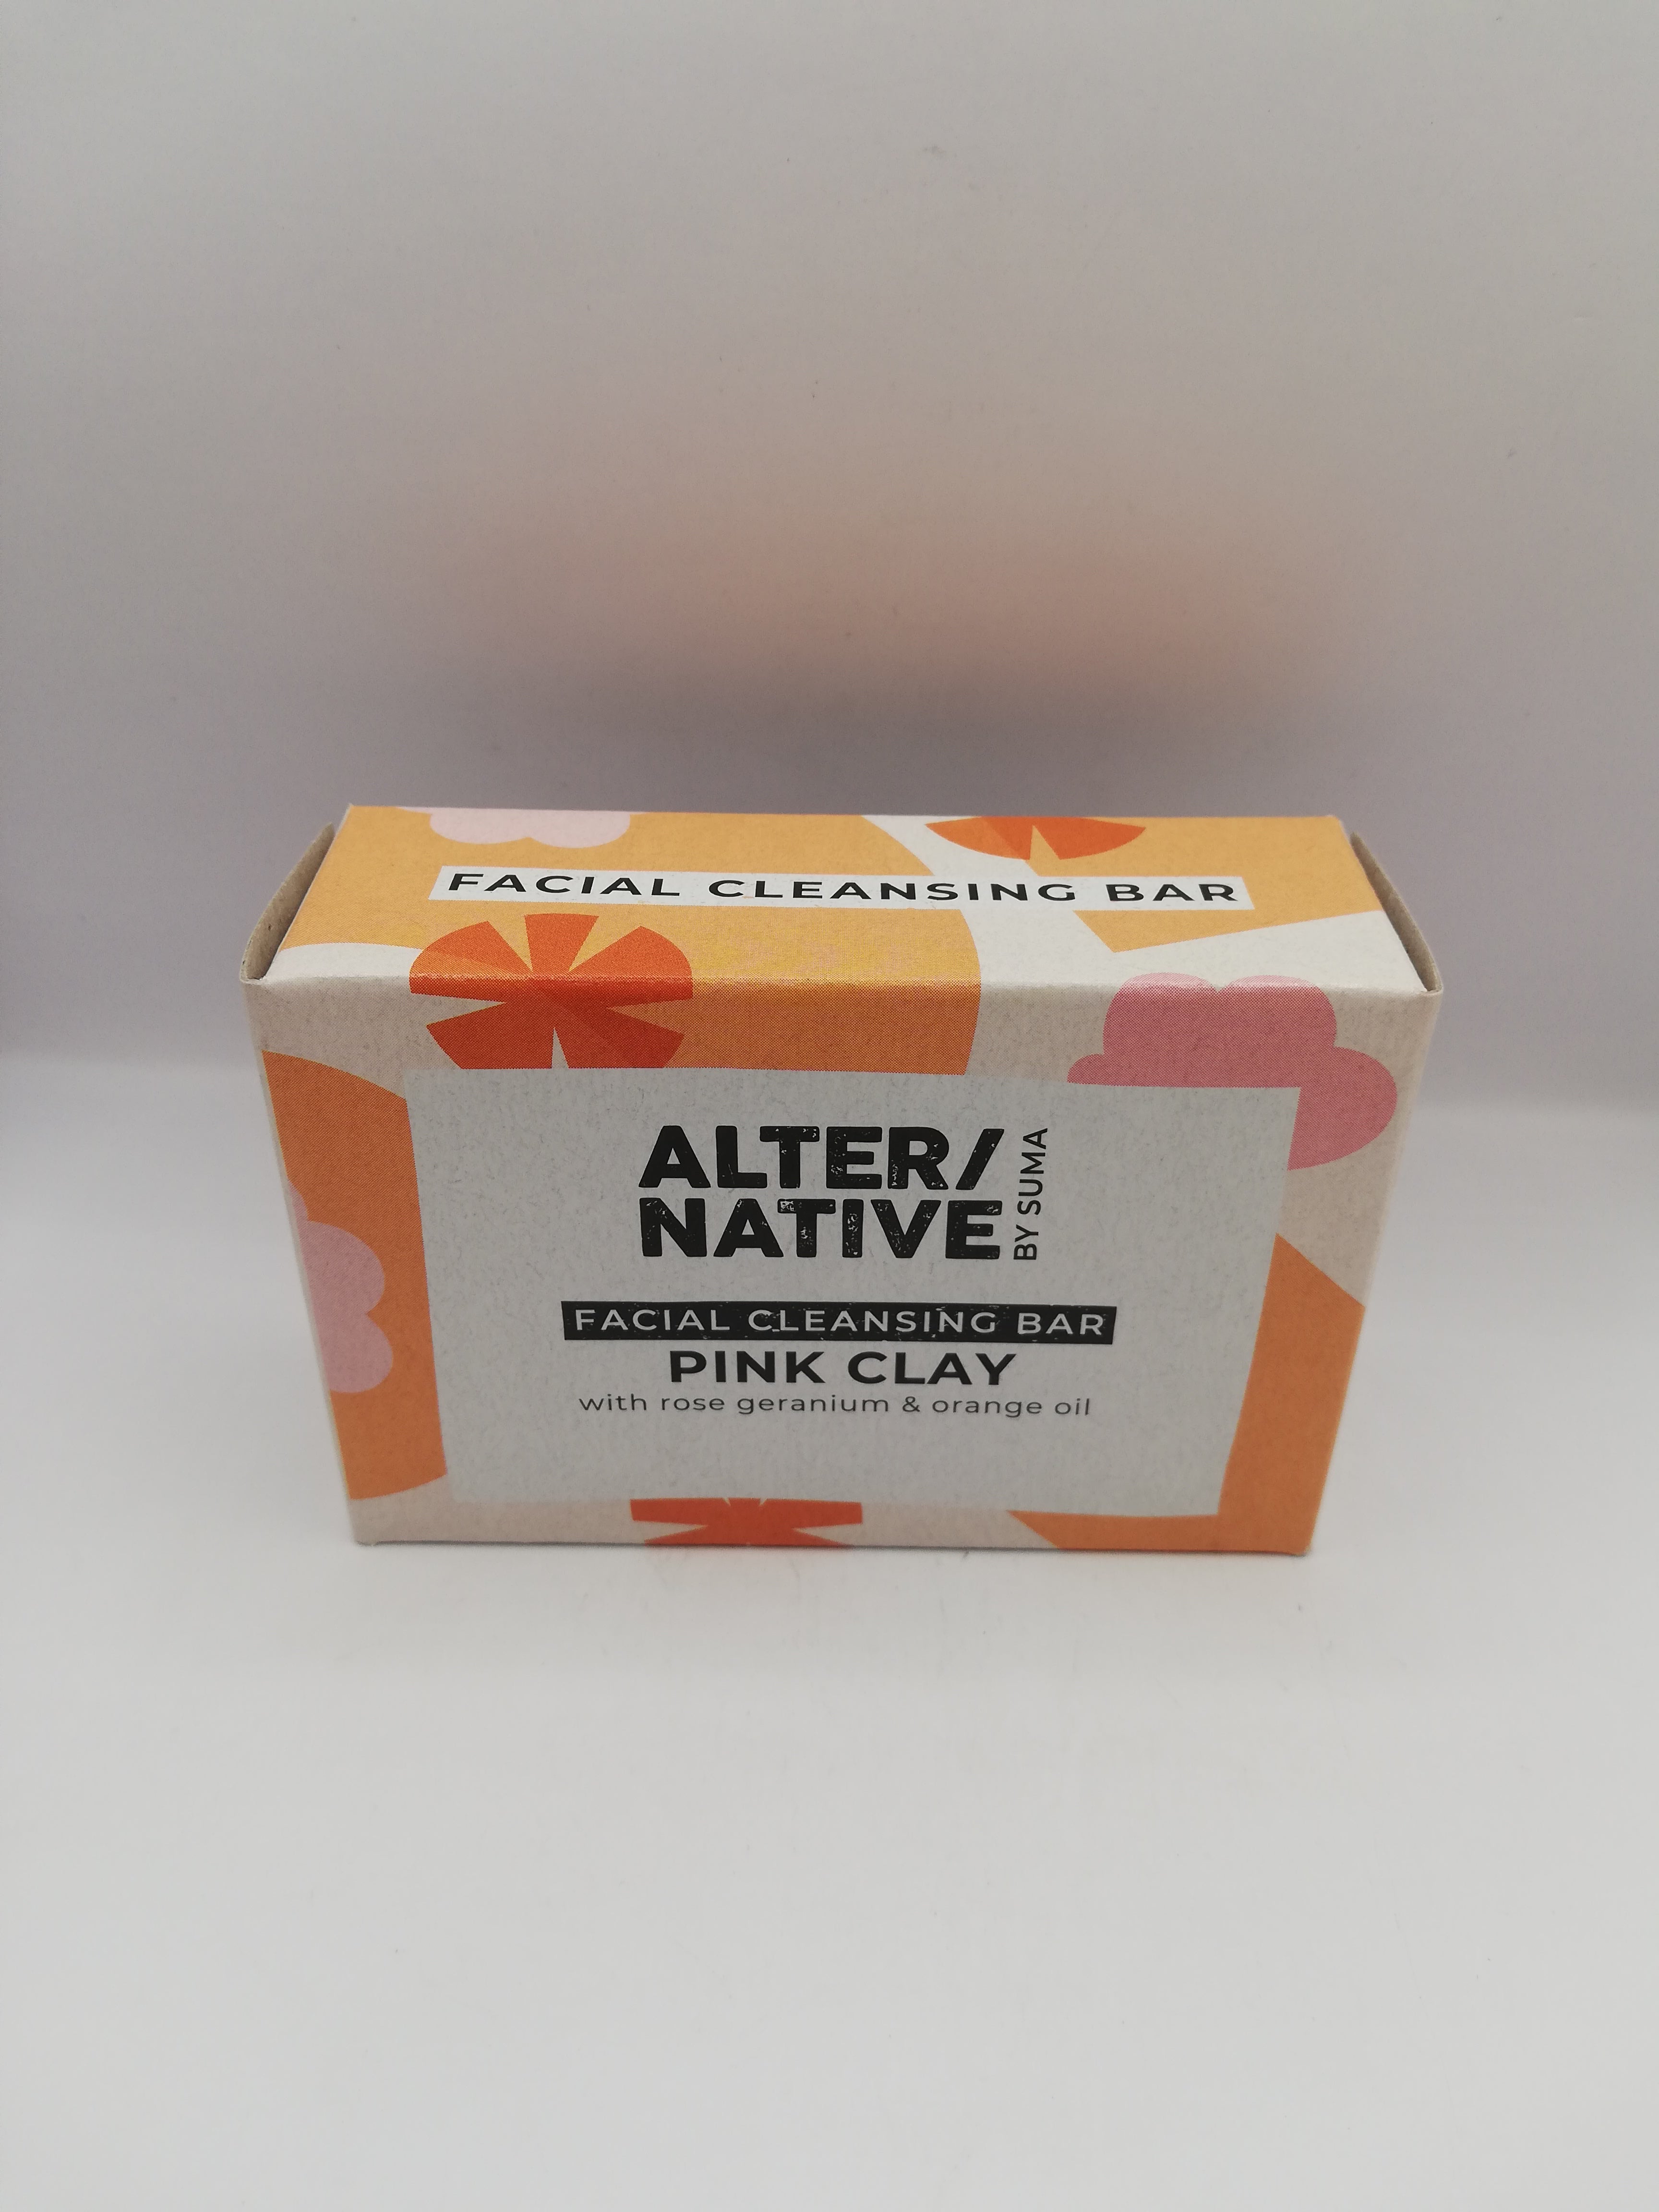 FACIAL CLEANSING BAR
ALTER/
NATIVE
BY SUMA
FACIAL CLEANSING BAR
PINK CLAY
with rose geranium & orange oil